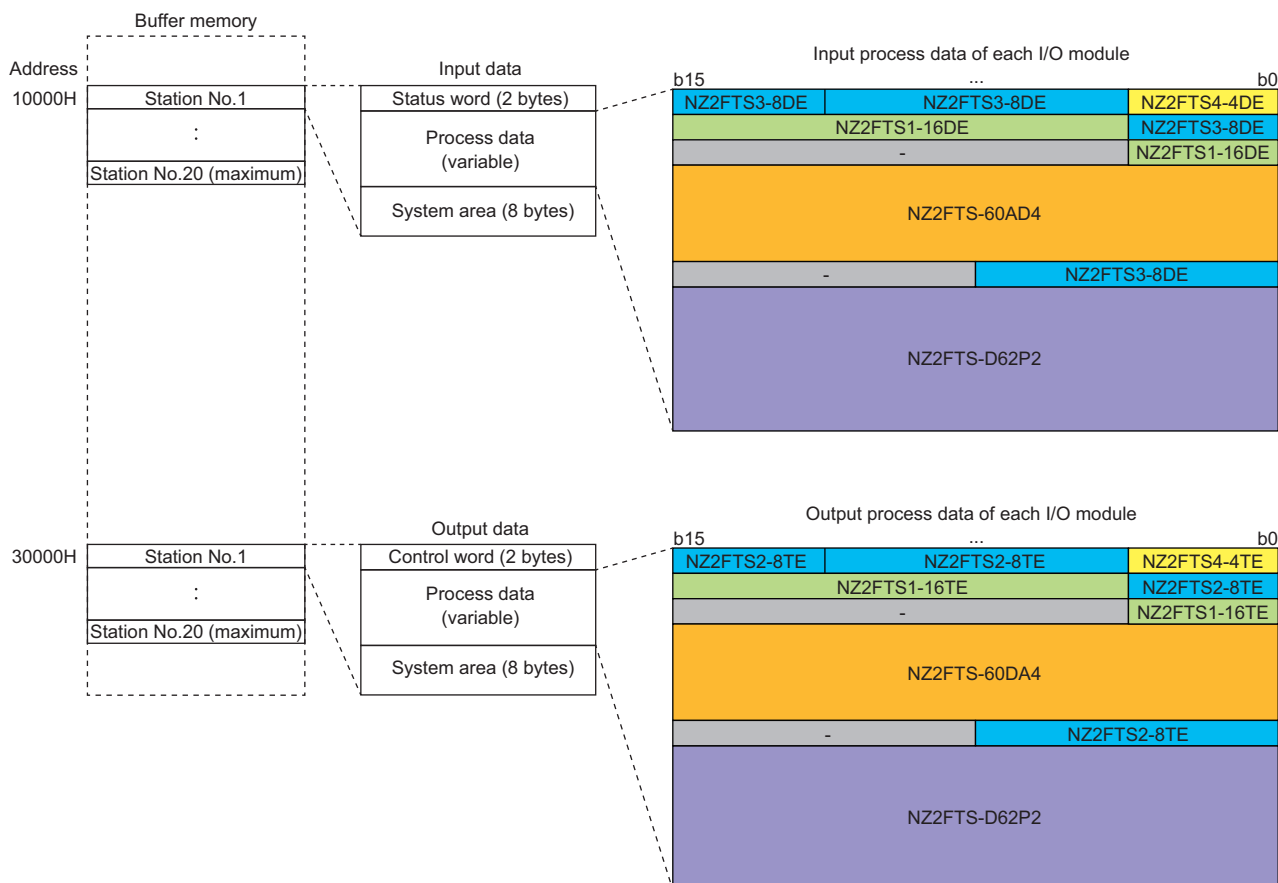 Buffer memory
Address
Input data
Input process data of each I/O module
b15
...
b0
10000H
Station No.1
:
Station No.20 (maximum)
Status word (2 bytes)
Process data
(variable)
System area (8 bytes)
NZ2FTS3-8DE
NZ2FTS3-8DE
NZ2FTS4-4DE
NZ2FTS1-16DE
NZ2FTS3-8DE
-
NZ2FTS1-16DE
NZ2FTS-60AD4
-
NZ2FTS3-8DE
NZ2FTS-D62P2
Output data
Output process data of each I/O module
b15
...
b0
30000H
Station No.1
:
Station No.20 (maximum)
Control word (2 bytes)
Process data
(variable)
System area (8 bytes)
NZ2FTS2-8TE
NZ2FTS2-8TE
NZ2FTS4-4TE
NZ2FTS1-16TE
NZ2FTS2-8TE
-
NZ2FTS1-16TE
NZ2FTS-60DA4
-
NZ2FTS2-8TE
NZ2FTS-D62P2